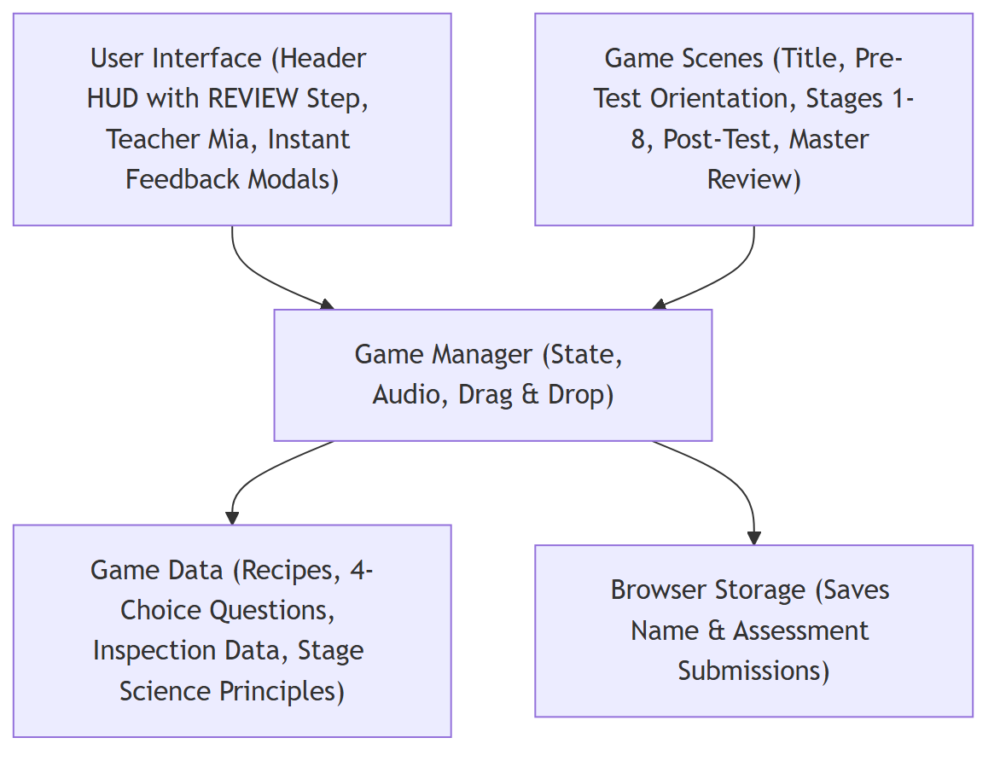 User Interface (Header
HUD with REVIEW Step,
Teacher Mia, Instant
Feedback Modals)
Game Scenes (Title, Pre-
Test Orientation, Stages 1-
8, Post-Test, Master
Review)
Game Manager (State,
Audio, Drag & Drop)
Game Data (Recipes, 4-
Choice Questions,
Inspection Data, Stage
Science Principles)
Browser Storage (Saves
Name & Assessment
Submissions)